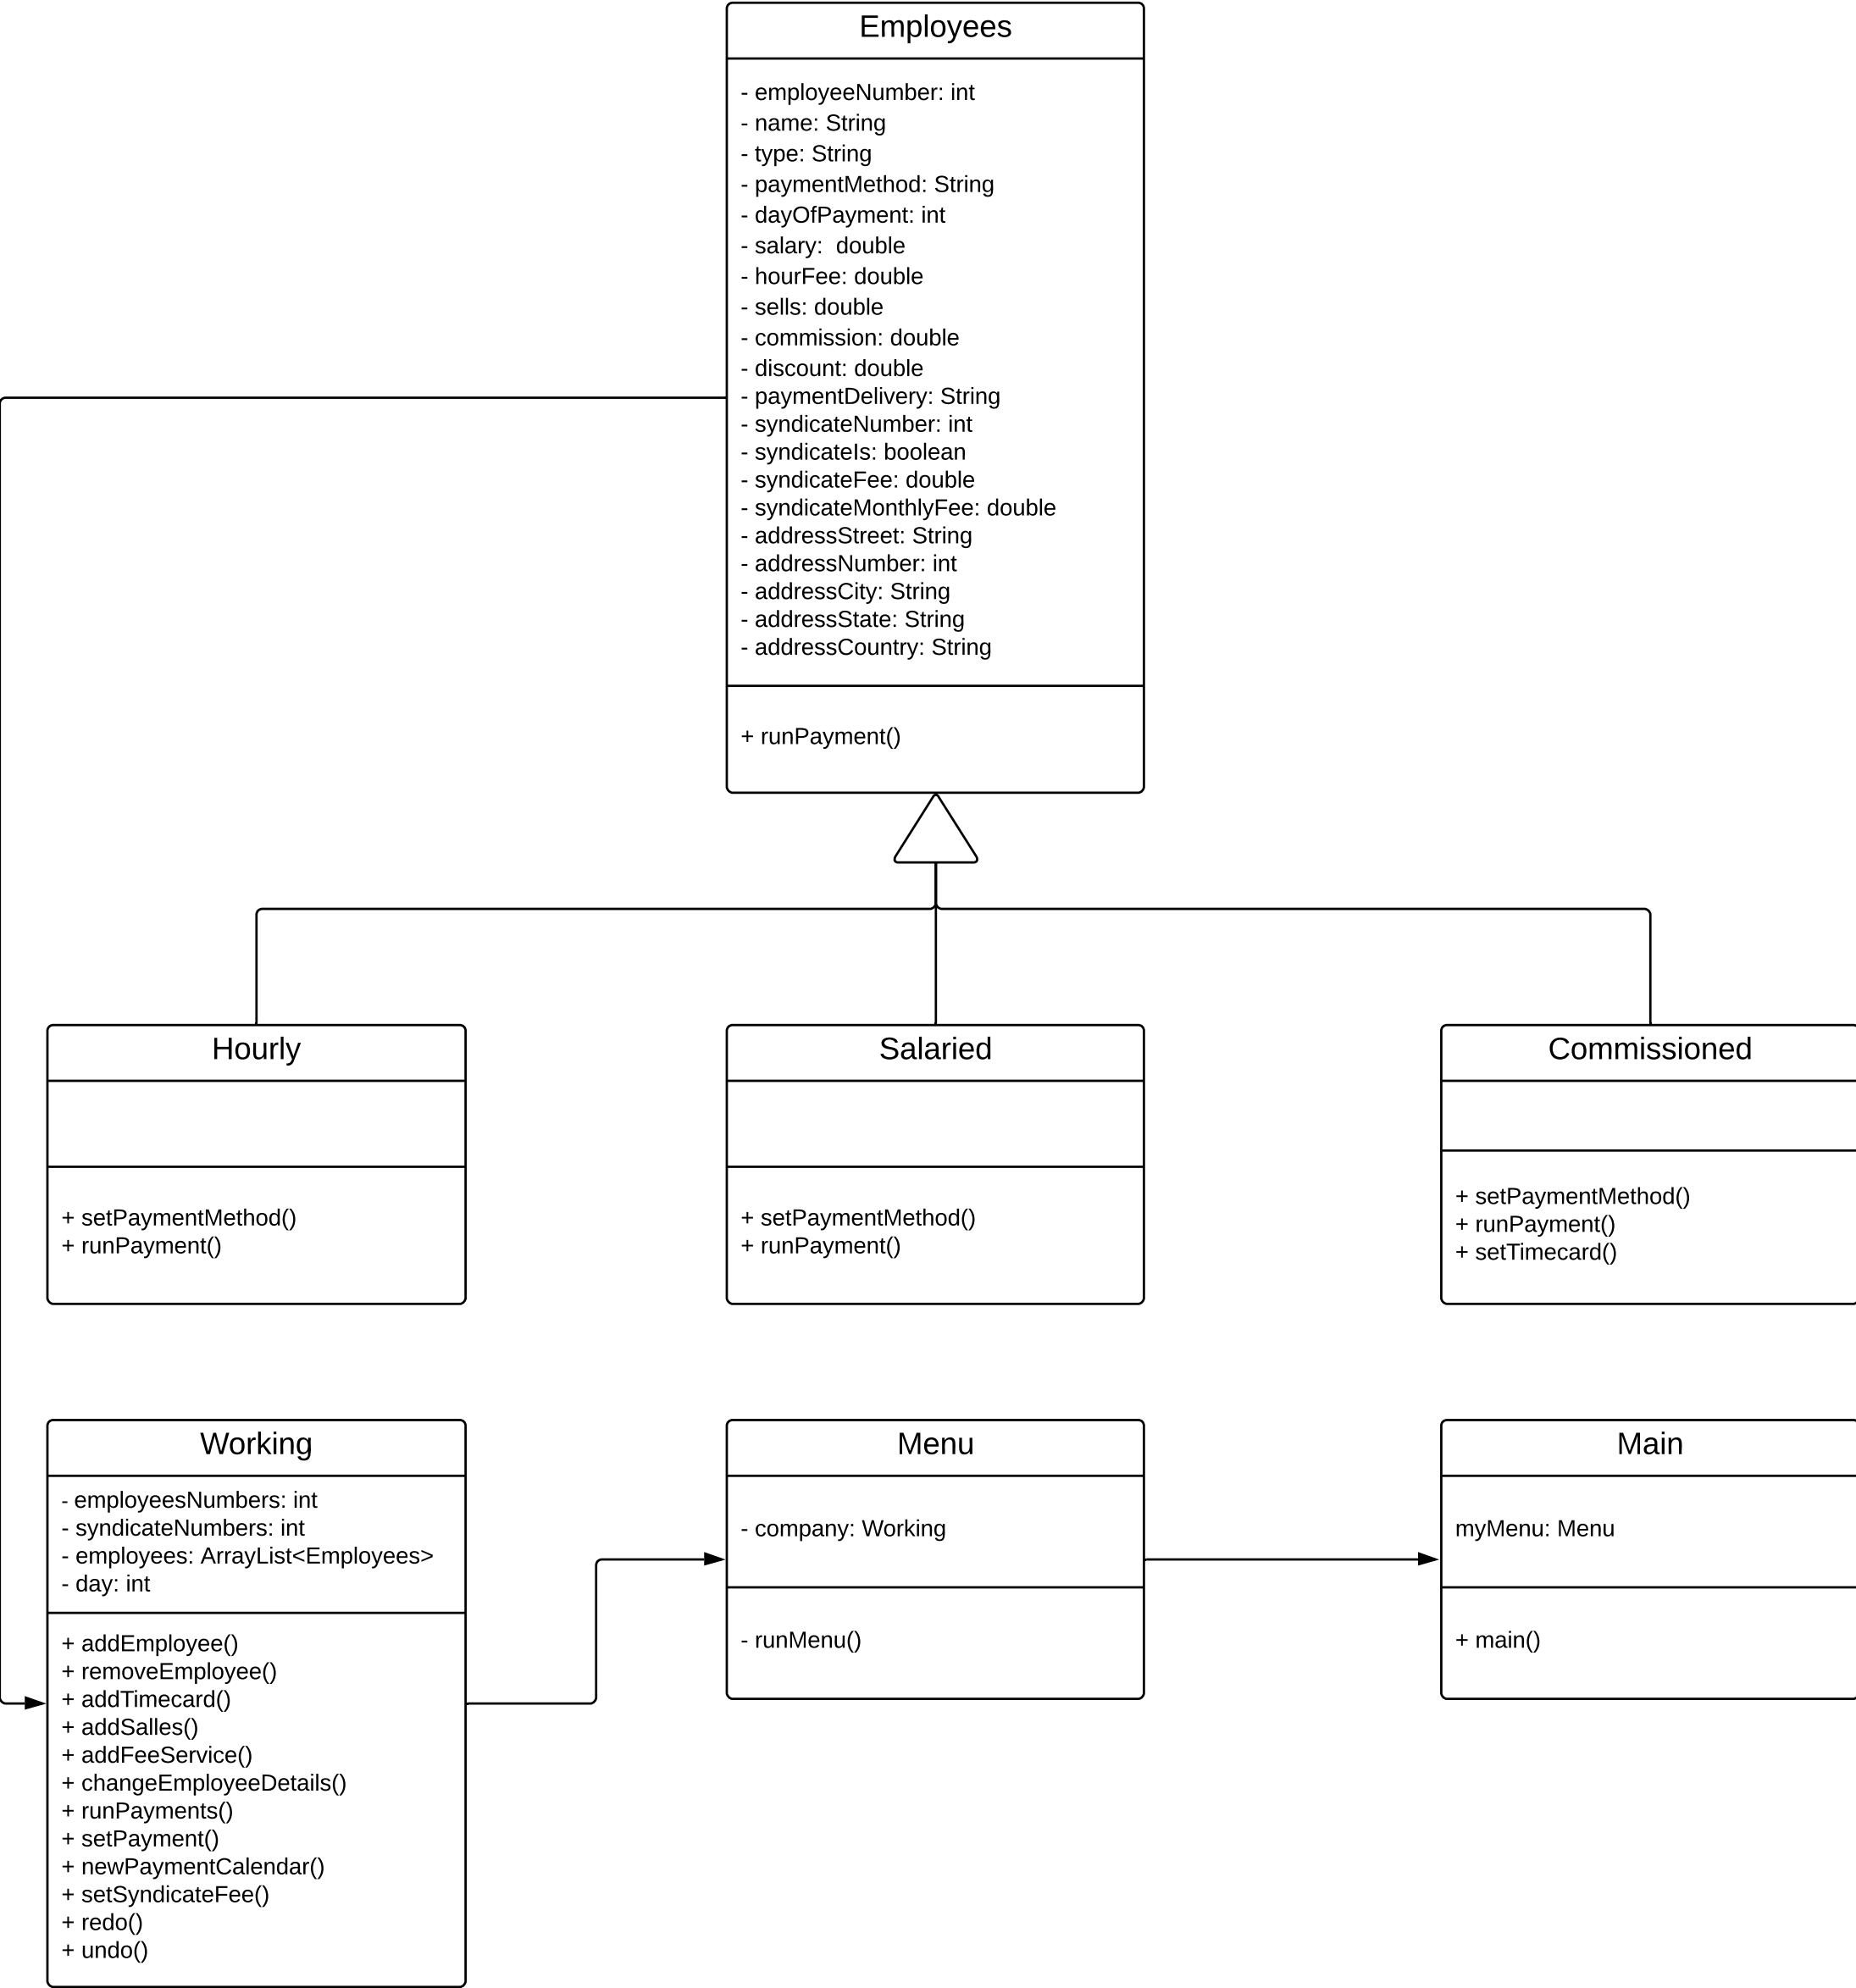 Employees
- employeeNumber: int
- name: String
- type: String
- paymentMethod: String
- dayOfPayment: int
- salary:  double
- hourFee: double
- sells: double
- commission: double
- discount: double
- paymentDelivery: String
- syndicateNumber: int
- syndicateIs: boolean
- syndicateFee: double
- syndicateMonthlyFee: double
- addressStreet: String
- addressNumber: int
- addressCity: String
- addressState: String
- addressCountry: String
+ runPayment()
Hourly
+ setPaymentMethod()
+ runPayment()
Salaried
+ setPaymentMethod()
+ runPayment()
Commissioned
+ setPaymentMethod()
+ runPayment()
+ setTimecard()
Working
- employeesNumbers: int
- syndicateNumbers: int
- employees: ArrayList<Employees>
- day: int
+ addEmployee()
+ removeEmployee()
+ addTimecard()
+ addSalles()
+ addFeeService()
+ changeEmployeeDetails()
+ runPayments()
+ setPayment()
+ newPaymentCalendar()
+ setSyndicateFee()
+ redo()
+ undo()
Menu
- company: Working
- runMenu()
Main
myMenu: Menu
+ main()